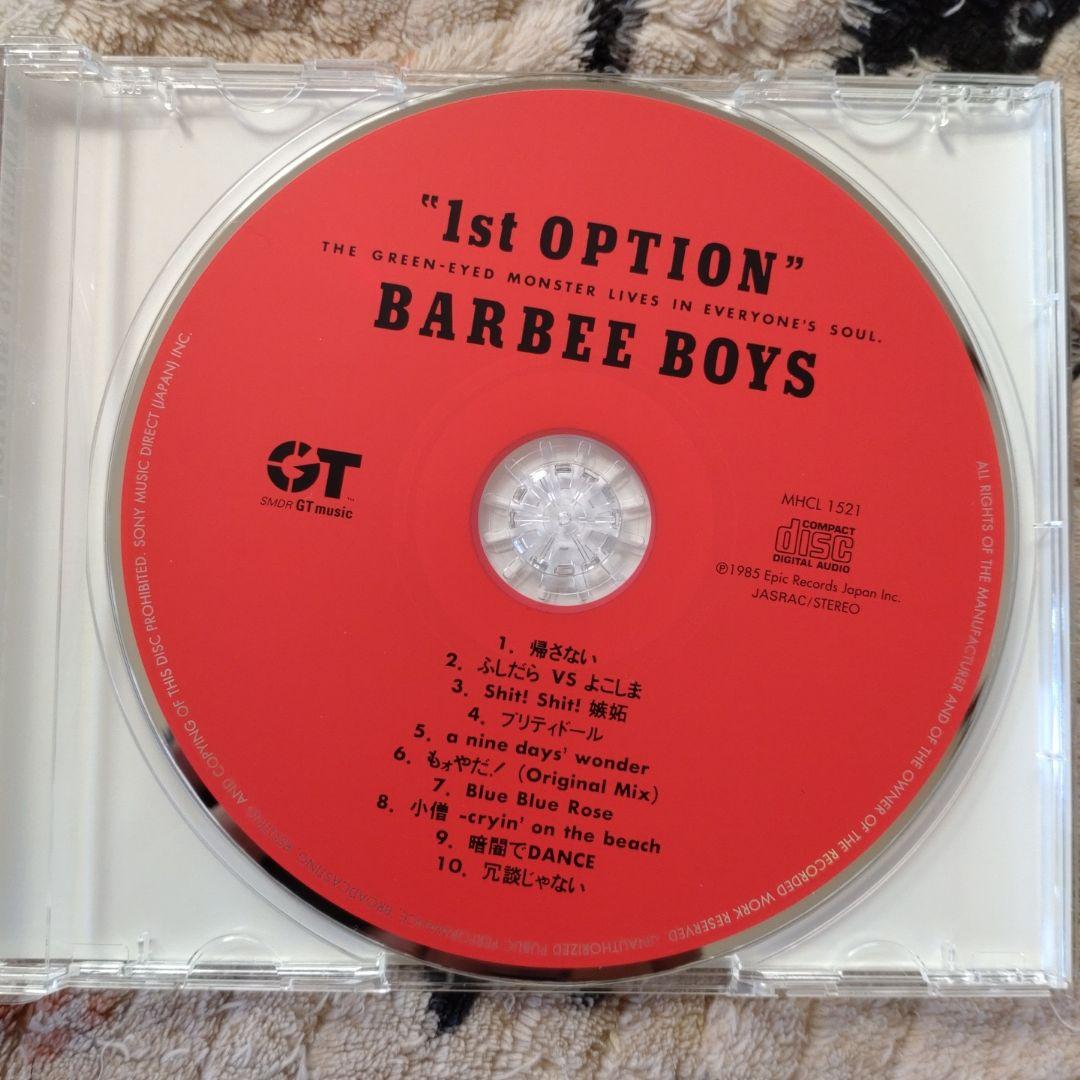 "1st OPTION"
THE GREEN-EYED MONSTER LIVES IN EVERYONE'S SOUL.
BARBEE BOYS
GT
SMDR GT music
MHCL 1521
COMPACT
disc
DIGITAL AUDIO
Ⓟ1985 Epic Records Japan Inc.
JASRAC/STEREO
1. 帰さない
2. ふしだら VS よこしま
3. Shit! Shit! 嫉妬
4. プリティドール
5. a nine days' wonder
6. もォやだ! (Original Mix)
7. Blue Blue Rose
8. 小僧 -cryin' on the beach
9. 暗闇でDANCE
10. 冗談じゃない
ALL RIGHTS OF THE MANUFACTURER AND OF THE OWNER OF THE RECORDED WORK RESERVED
UNAUTHORIZED PUBLIC PERFORMANCE, BROADCASTING, RENTING AND COPYING OF THIS DISC PROHIBITED. SONY MUSIC DIRECT (JAPAN) INC.